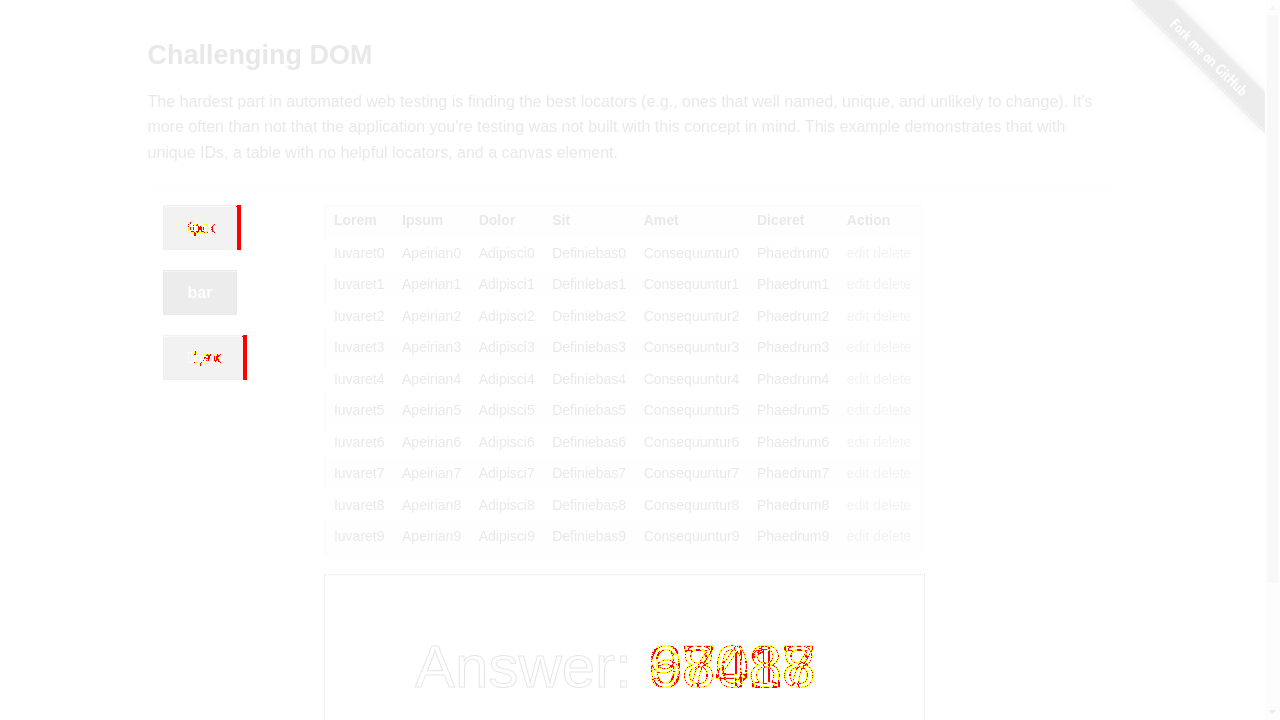 Fork me on GitHub
Challenging DOM
The hardest part in automated web testing is finding the best locators (e.g., ones that well named, unique, and unlikely to change). It's
more often than not that the application you're testing was not built with this concept in mind. This example demonstrates that with
unique IDs, a table with no helpful locators, and a canvas element.
bar
Lorem Ipsum Dolor Sit Amet Diceret Action
Iuvaret0 Apeirian0 Adipisci0 Definiebas0 Consequuntur0 Phaedrum0 edit delete
Iuvaret1 Apeirian1 Adipisci1 Definiebas1 Consequuntur1 Phaedrum1 edit delete
Iuvaret2 Apeirian2 Adipisci2 Definiebas2 Consequuntur2 Phaedrum2 edit delete
Iuvaret3 Apeirian3 Adipisci3 Definiebas3 Consequuntur3 Phaedrum3 edit delete
Iuvaret4 Apeirian4 Adipisci4 Definiebas4 Consequuntur4 Phaedrum4 edit delete
Iuvaret5 Apeirian5 Adipisci5 Definiebas5 Consequuntur5 Phaedrum5 edit delete
Iuvaret6 Apeirian6 Adipisci6 Definiebas6 Consequuntur6 Phaedrum6 edit delete
Iuvaret7 Apeirian7 Adipisci7 Definiebas7 Consequuntur7 Phaedrum7 edit delete
Iuvaret8 Apeirian8 Adipisci8 Definiebas8 Consequuntur8 Phaedrum8 edit delete
Iuvaret9 Apeirian9 Adipisci9 Definiebas9 Consequuntur9 Phaedrum9 edit delete
Answer: